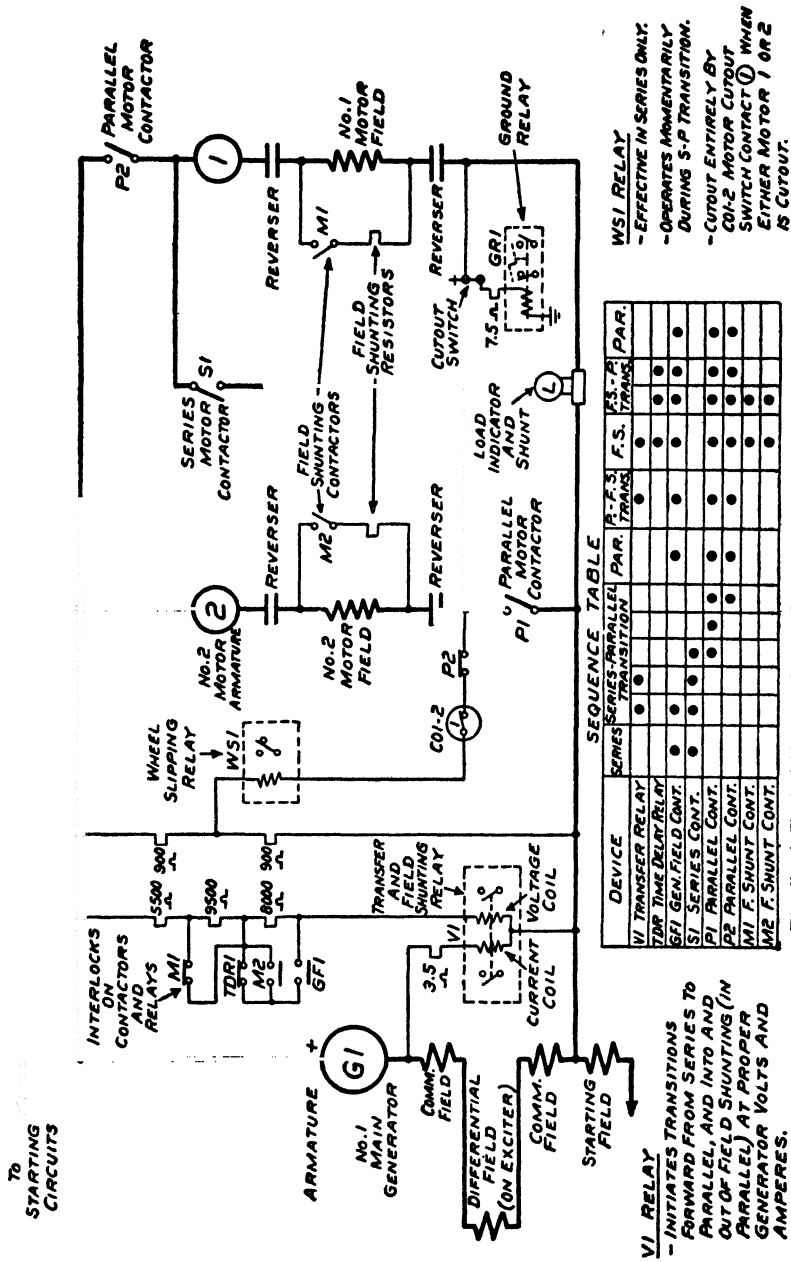 TO
STARTING
CIRCUITS
INTERLOCKS
ON
CONTACTORS
AND
RELAYS
M1
TDR1
M2
GF1
5500
9500
8000
Ω
900
Ω
900
Ω
WHEEL
SLIPPING
RELAY
WS1
No.2
MOTOR
ARMATURE
2
REVERSER
No.2
MOTOR
FIELD
M2
REVERSER
SERIES
MOTOR
CONTACTOR
S1
FIELD
SHUNTING
CONTACTORS
FIELD
SHUNTING
RESISTORS
PARALLEL
MOTOR
CONTACTOR
P2
1
REVERSER
No.1
MOTOR
FIELD
M1
REVERSER
ARMATURE
+
G1
No.1
MAIN
GENERATOR
COMM.
FIELD
DIFFERENTIAL
FIELD
(ON EXCITER)
COMM.
FIELD
STARTING
FIELD
TRANSFER
AND
FIELD
SHUNTING
RELAY
V1
3.5
Ω
CURRENT
COIL
VOLTAGE
COIL
CO1-2
1
P2
PARALLEL
MOTOR
CONTACTOR
P1
LOAD
INDICATOR
AND
SHUNT
L
CUTOUT
SWITCH
7.5 Ω
GR1
GROUND
RELAY
V1 RELAY
- INITIATES TRANSITIONS
FORWARD FROM SERIES TO
PARALLEL, AND INTO AND
OUT OF FIELD SHUNTING (IN
PARALLEL) AT PROPER
GENERATOR VOLTS AND
AMPERES.
SEQUENCE TABLE
DEVICE SERIES SERIES-PARALLEL TRANSITION PAR. P.-F.S. TRANS. F.S. F.S.-P. TRANS. PAR.
V1 TRANSFER RELAY
TDR TIME DELAY RELAY
GF1 GEN. FIELD CONT.
S1 SERIES CONT.
P1 PARALLEL CONT.
P2 PARALLEL CONT.
M1 F. SHUNT CONT.
M2 F. SHUNT CONT.
WS1 RELAY
- EFFECTIVE IN SERIES ONLY.
- OPERATES MOMENTARILY
DURING S-P TRANSITION.
- CUTOUT ENTIRELY BY
CO1-2 MOTOR CUTOUT
SWITCH CONTACT ① WHEN
EITHER MOTOR 1 OR 2
IS CUTOUT.